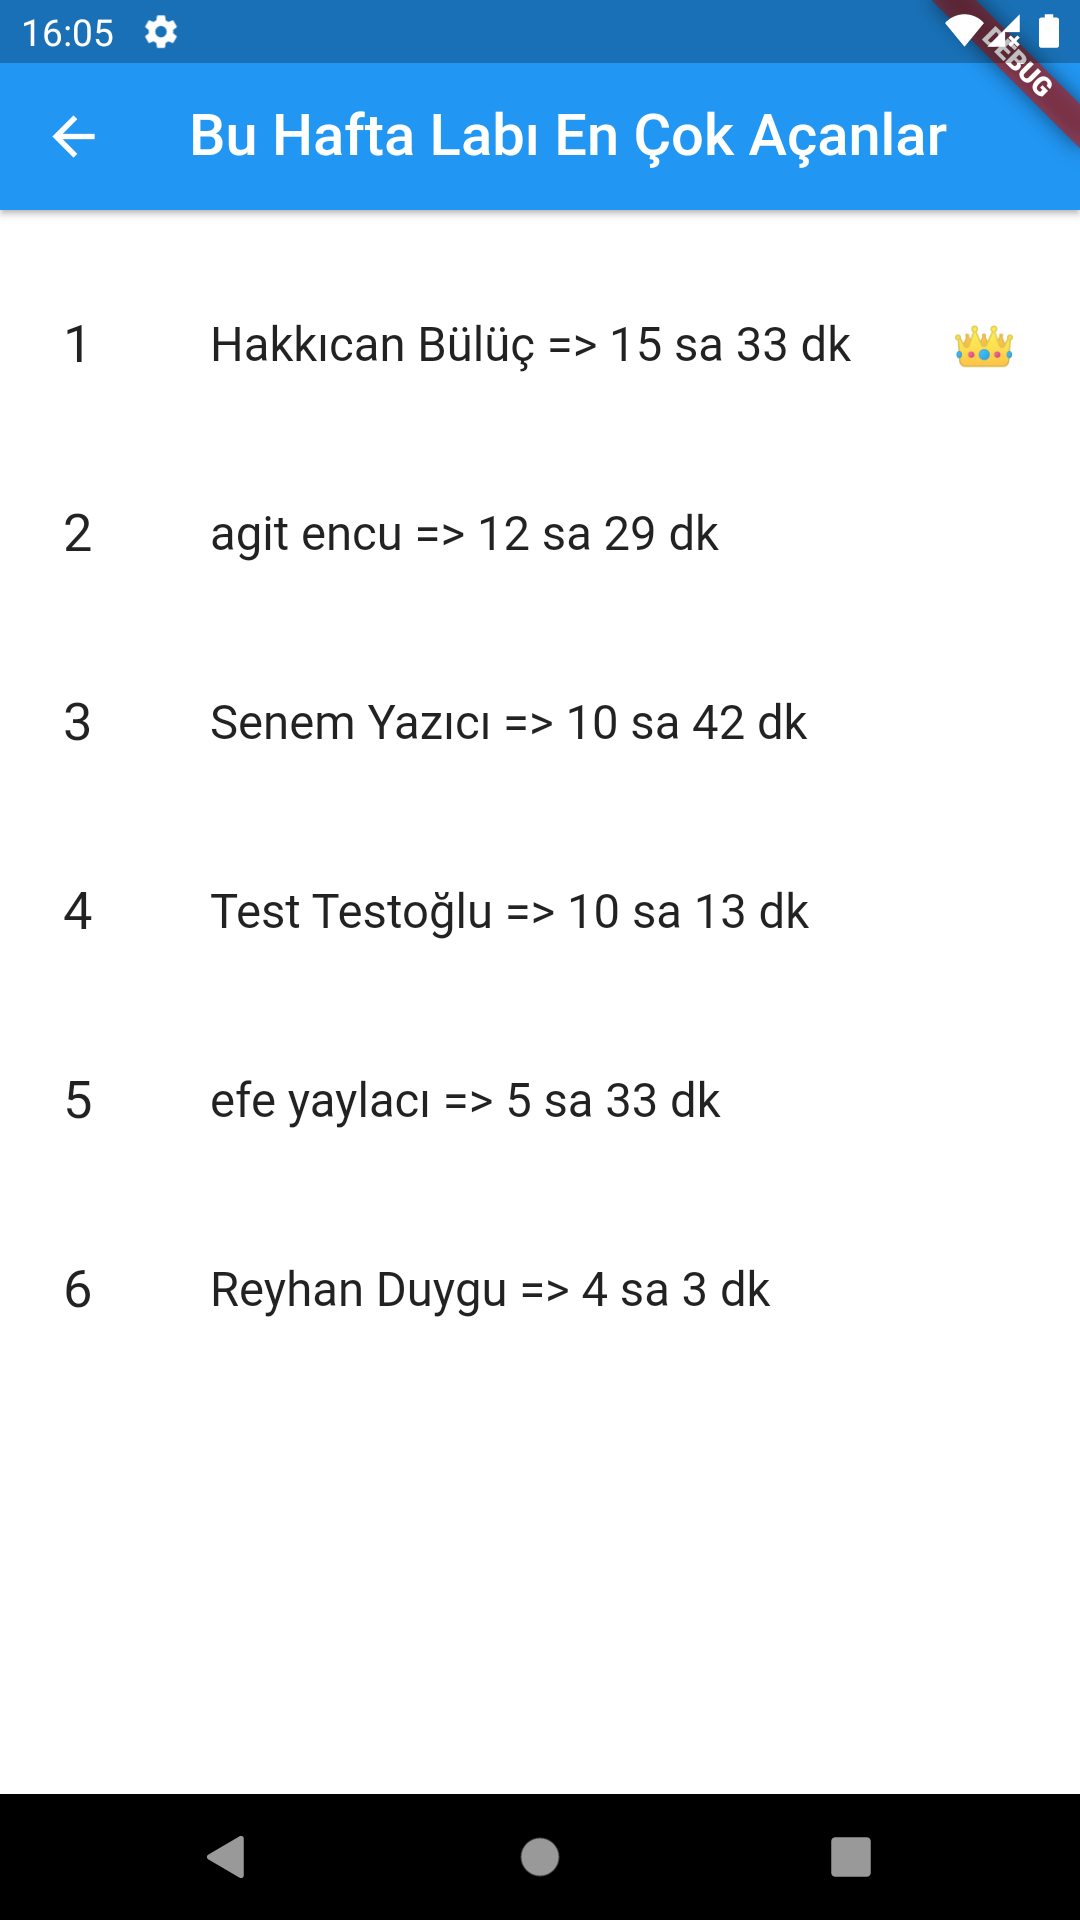 16:05
DEBUG
Bu Hafta Labı En Çok Açanlar
1 Hakkıcan Bülüç => 15 sa 33 dk
2 agit encu => 12 sa 29 dk
3 Senem Yazıcı => 10 sa 42 dk
4 Test Testoğlu => 10 sa 13 dk
5 efe yaylacı => 5 sa 33 dk
6 Reyhan Duygu => 4 sa 3 dk